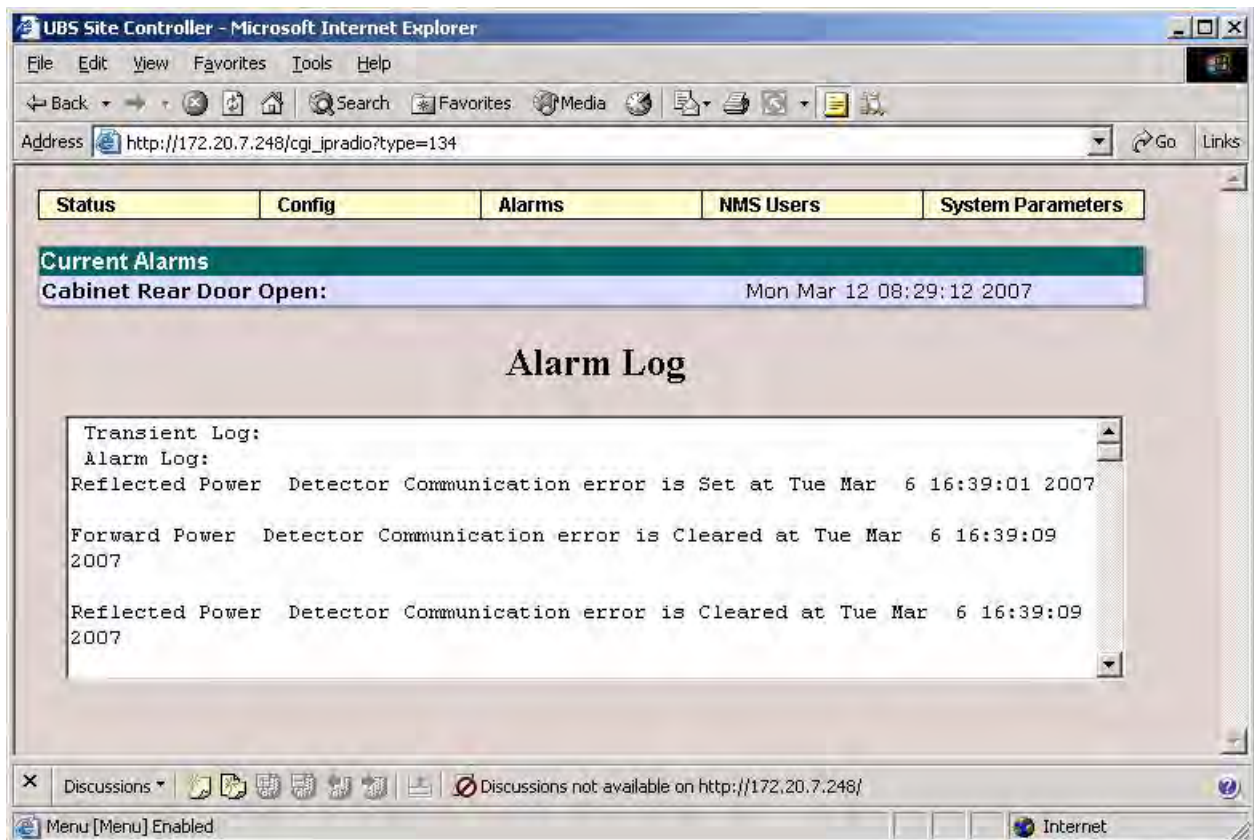 UBS Site Controller - Microsoft Internet Explorer
File Edit View Favorites Tools Help
Back Search Favorites Media
Address http://172.20.7.248/cgi_ipradio?type=134 Go Links
Status Config Alarms NMS Users System Parameters
Current Alarms
Cabinet Rear Door Open: Mon Mar 12 08:29:12 2007
Alarm Log
Transient Log:
Alarm Log:
Reflected Power Detector Communication error is Set at Tue Mar 6 16:39:01 2007
Forward Power Detector Communication error is Cleared at Tue Mar 6 16:39:09
2007
Reflected Power Detector Communication error is Cleared at Tue Mar 6 16:39:09
2007
Discussions Discussions not available on http://172.20.7.248/
Menu [Menu] Enabled Internet